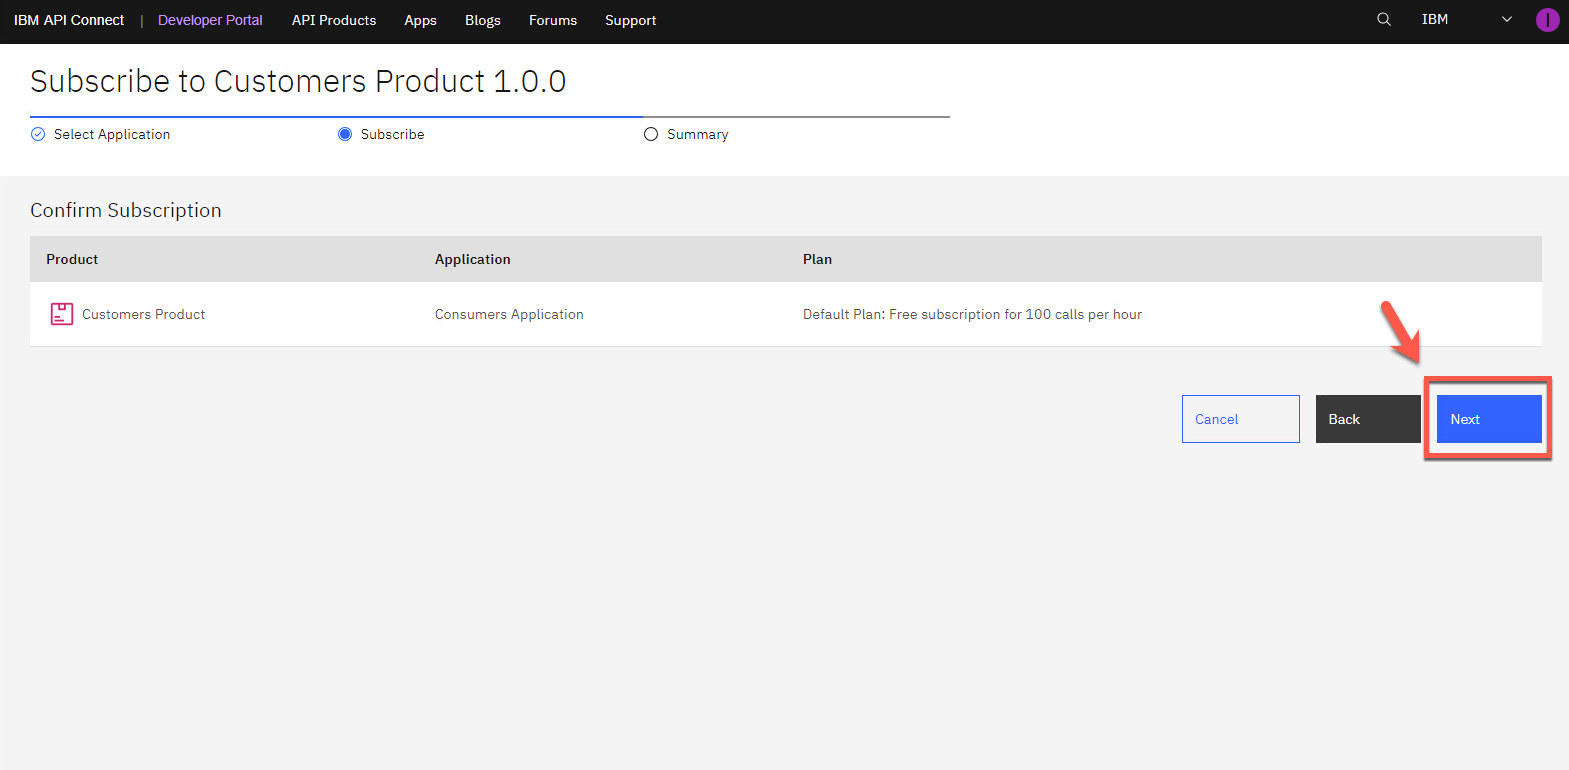 IBM API Connect | Developer Portal API Products Apps Blogs Forums Support IBM I
Subscribe to Customers Product 1.0.0
Select Application Subscribe Summary
Confirm Subscription
Product Application Plan
Customers Product Consumers Application Default Plan: Free subscription for 100 calls per hour
Cancel Back Next